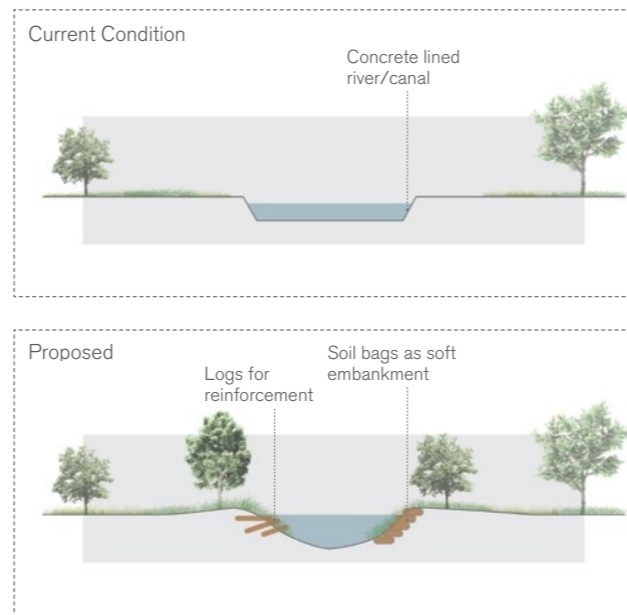 Current Condition
Concrete lined
river/canal
Proposed
Logs for
reinforcement
Soil bags as soft
embankment